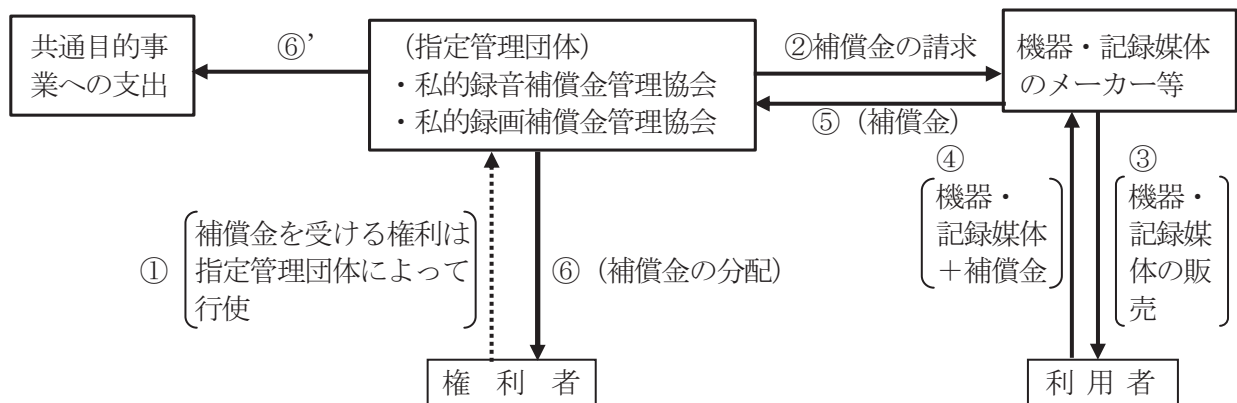 共通目的事
業への支出
⑥’
(指定管理団体)
・私的録音補償金管理協会
・私的録画補償金管理協会
②補償金の請求
⑤(補償金)
機器・記録媒体
のメーカー等
①
補償金を受ける権利は
指定管理団体によって
行使
⑥(補償金の分配)
④
機器・
記録媒体
+補償金
③
機器・
記録媒
体の販
売
権利者
利用者